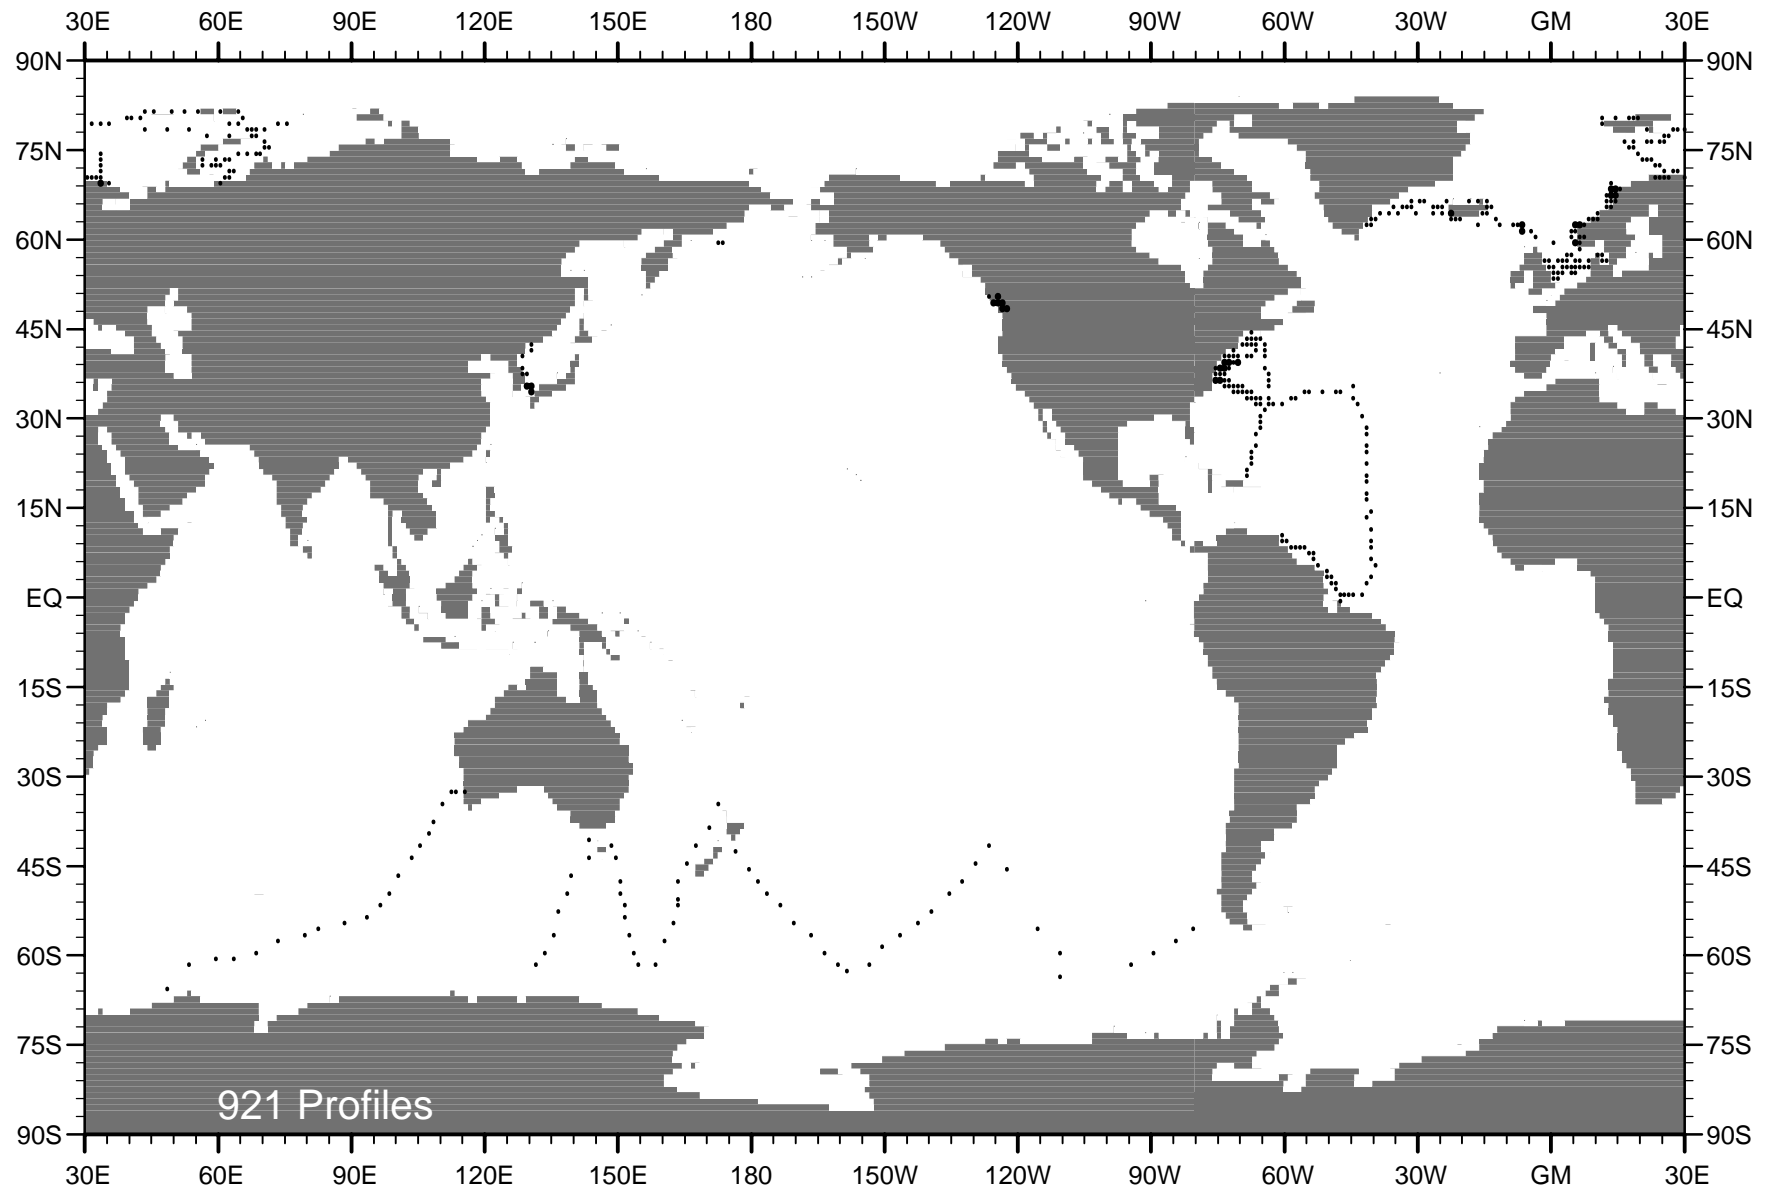 30E 60E 90E 120E 150E 180 150W 120W 90W 60W 30W GM 30E
90N 90N
75N 75N
60N 60N
45N 45N
30N 30N
15N 15N
EQ EQ
15S 15S
30S 30S
45S 45S
60S 60S
75S 75S
921 Profiles
90S 90S
30E 60E 90E 120E 150E 180 150W 120W 90W 60W 30W GM 30E